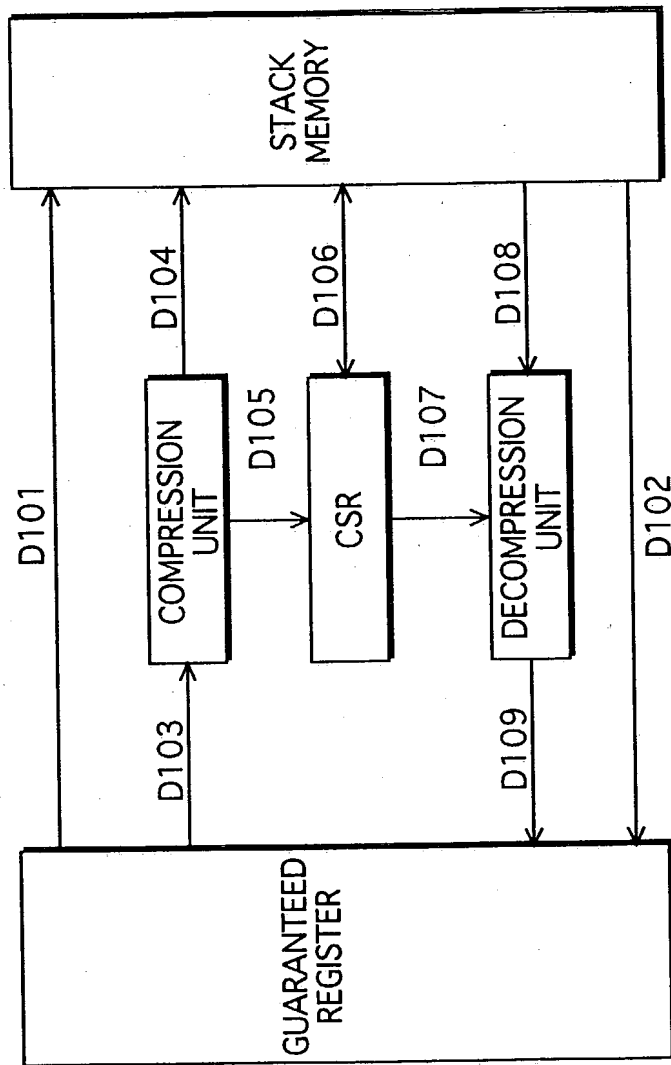 D101
D103
COMPRESSION
UNIT
D104
D105
GUARANTEED
REGISTER
CSR
D106
STACK
MEMORY
D107
D109
DECOMPRESSION
UNIT
D108
D102